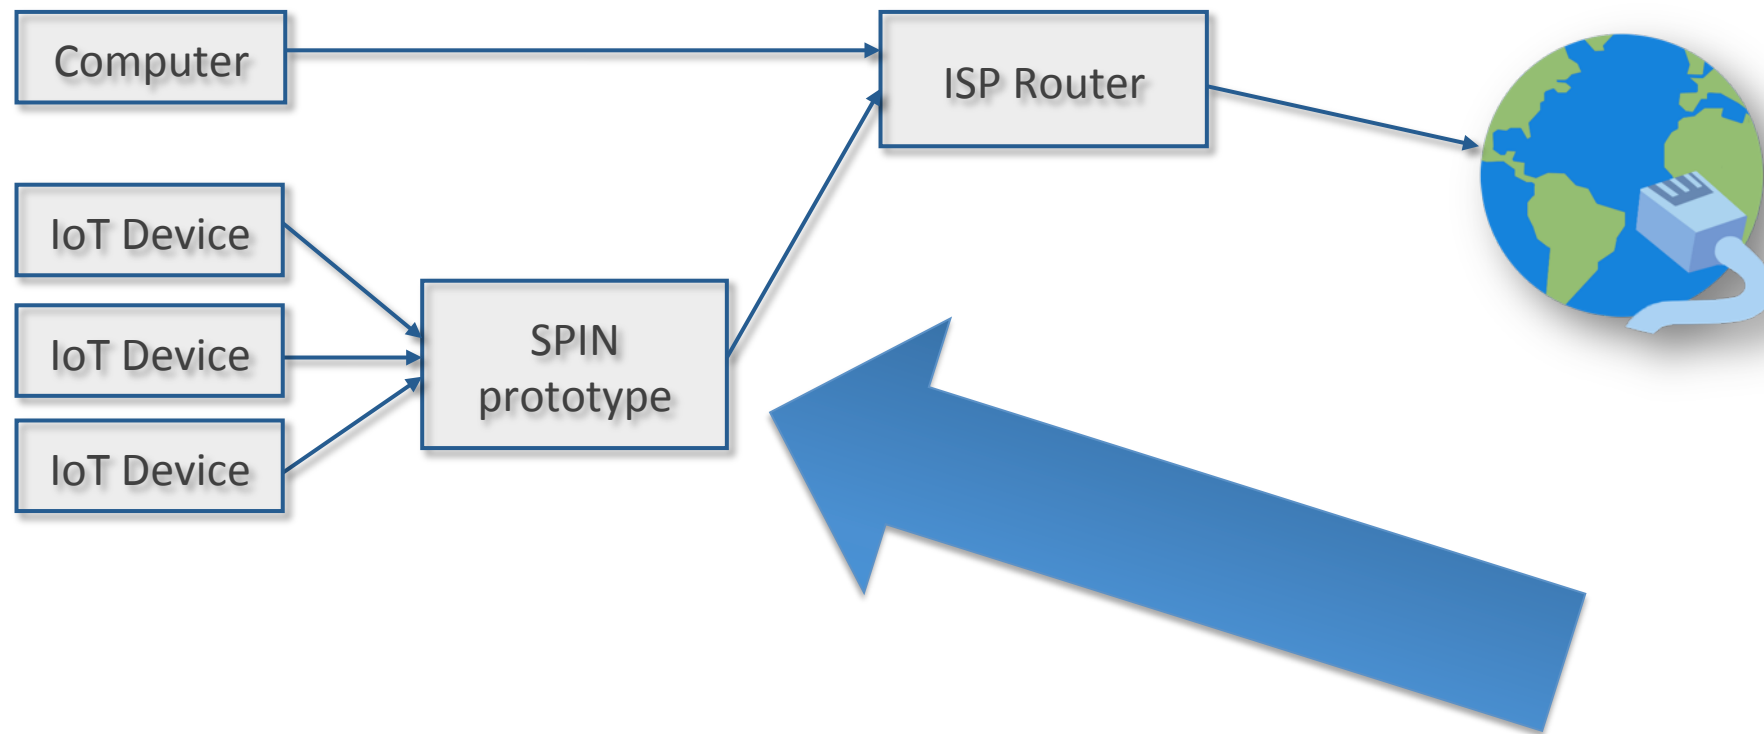 Computer
ISP Router
IoT Device
IoT Device
SPIN
prototype
IoT Device